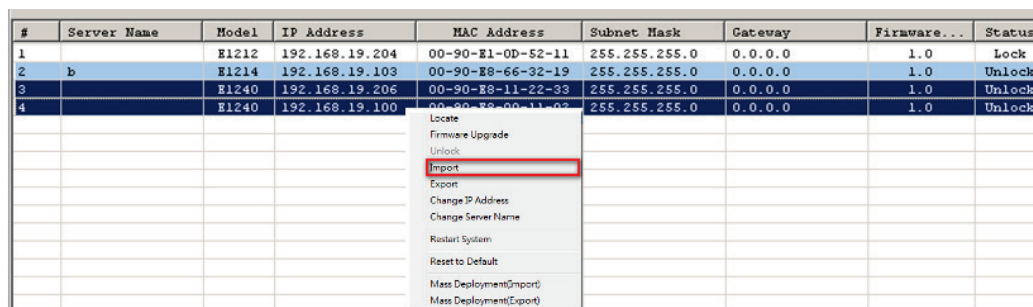 # Server Name Model IP Address MAC Address Subnet Mask Gateway Firmware... Status
1 E1212 192.168.19.204 00-90-E1-0D-52-11 255.255.255.0 0.0.0.0 1.0 Lock
2 b E1214 192.168.19.103 00-90-E8-66-32-19 255.255.255.0 0.0.0.0 1.0 Unlock
3 E1240 192.168.19.206 00-90-E8-11-22-33 255.255.255.0 0.0.0.0 1.0 Unlock
4 E1240 192.168.19.100 00-90-E8-00-11-02 255.255.255.0 0.0.0.0 1.0 Unlock
Locate
Firmware Upgrade
Unlock
Import
Export
Change IP Address
Change Server Name
Restart System
Reset to Default
Mass Deployment(Import)
Mass Deployment(Export)